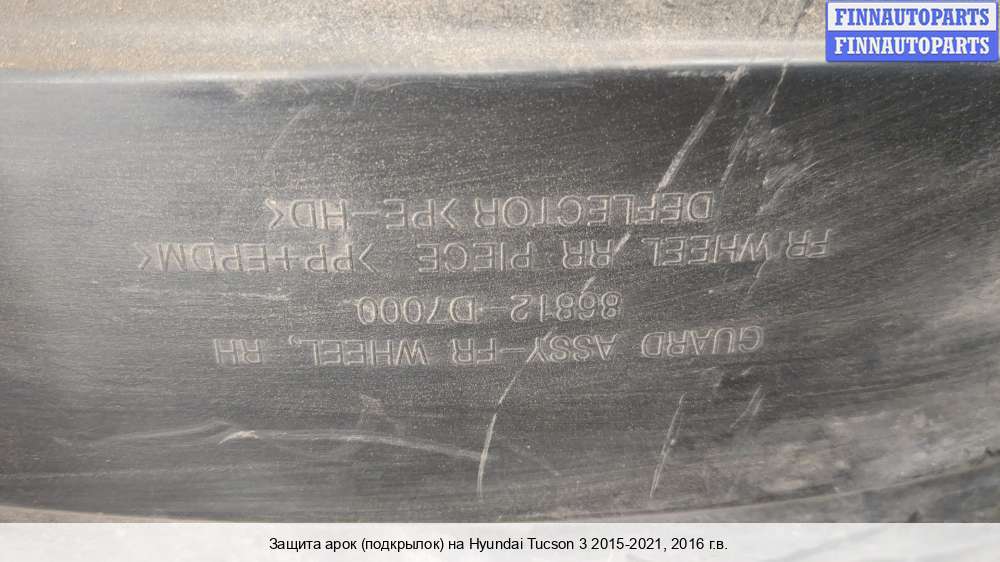 FINNAUTOPARTS
FINNAUTOPARTS
GUARD ASSY-FR WHEEL, RH
86812-D7000
FR WHEEL RR PIECE >PP+EPDM<
DEFLECTOR >PE-HD<
Защита арок (подкрылок) на Hyundai Tucson 3 2015-2021, 2016 г.в.